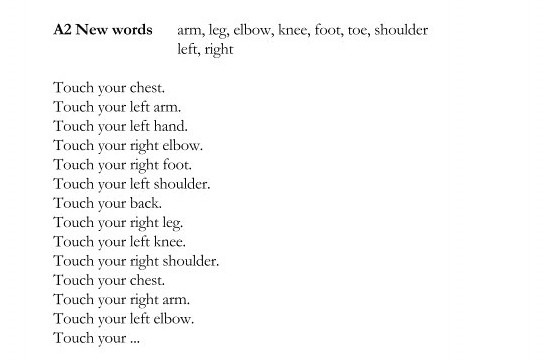 A2 New words arm, leg, elbow, knee, foot, toe, shoulder
left, right
Touch your chest.
Touch your left arm.
Touch your left hand.
Touch your right elbow.
Touch your right foot.
Touch your left shoulder.
Touch your back.
Touch your right leg.
Touch your left knee.
Touch your right shoulder.
Touch your chest.
Touch your right arm.
Touch your left elbow.
Touch your ...